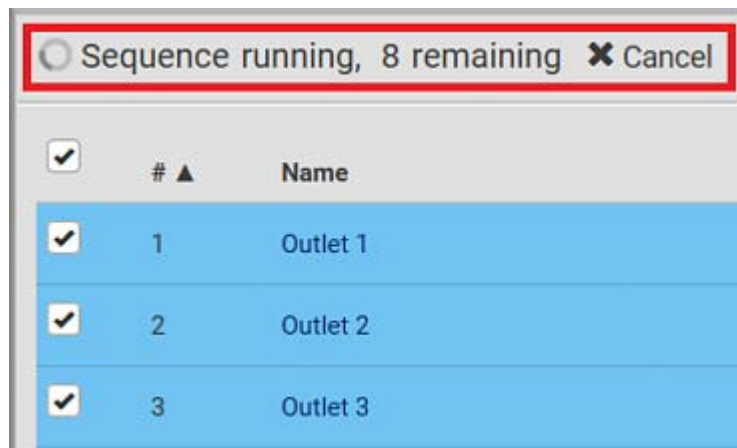 Sequence running, 8 remaining ✖ Cancel
# ▲ Name
1 Outlet 1
2 Outlet 2
3 Outlet 3